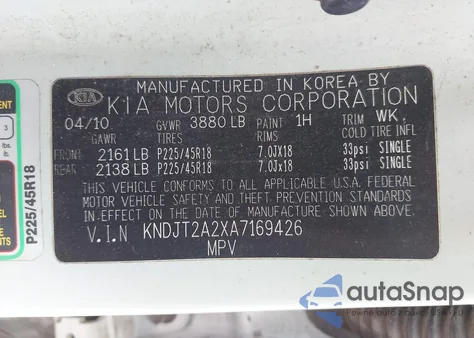 MANUFACTURED IN KOREA BY
KIA KIA MOTORS CORPORATION
04/10 GVWR 3880 LB PAINT 1H TRIM WK
GAWR TIRES RIMS COLD TIRE INFL
FRONT 2161 LB P225/45R18 7.0JX18 33psi SINGLE
REAR 2138 LB P225/45R18 7.0JX18 33psi SINGLE
THIS VEHICLE CONFORMS TO ALL APPLICABLE U.S.A. FEDERAL
MOTOR VEHICLE SAFETY AND THEFT PREVENTION STANDARDS
IN EFFECT ON THE DATE OF MANUFACTURE SHOWN ABOVE.
V.I.N KNDJT2A2XA7169426
MPV
3
P225/45R18
autoSnap